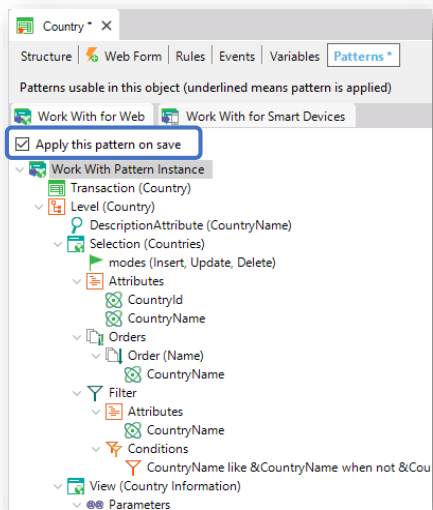 Country * X
Structure Web Form Rules Events Variables Patterns *
Patterns usable in this object (underlined means pattern is applied)
Work With for Web Work With for Smart Devices
Apply this pattern on save
Work With Pattern Instance
Transaction (Country)
Level (Country)
DescriptionAttribute (CountryName)
Selection (Countries)
modes (Insert, Update, Delete)
Attributes
CountryId
CountryName
Orders
Order (Name)
CountryName
Filter
Attributes
CountryName
Conditions
CountryName like &CountryName when not &Cou
View (Country Information)
@@ Parameters